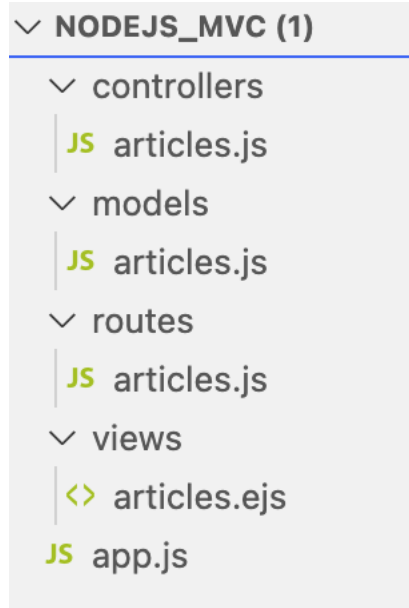 NODEJS_MVC (1)
controllers
JS articles.js
models
JS articles.js
routes
JS articles.js
views
<> articles.ejs
JS app.js